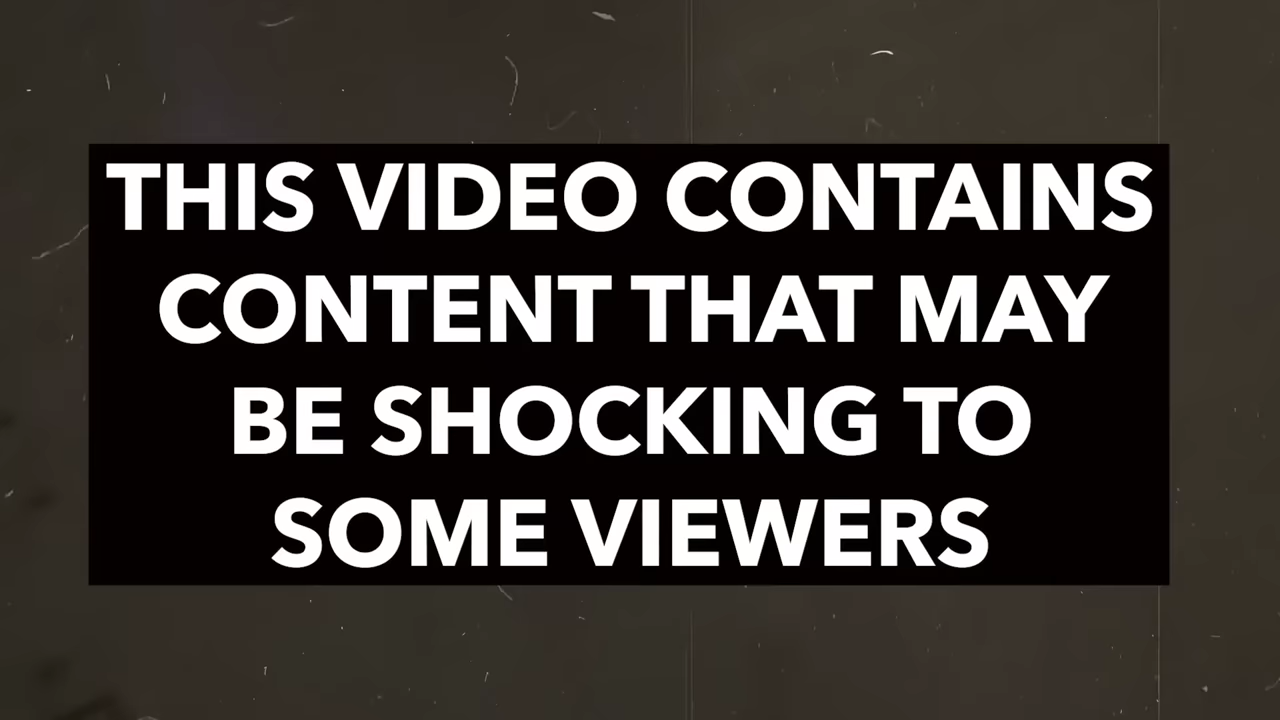 THIS VIDEO CONTAINS
CONTENT THAT MAY
BE SHOCKING TO
SOME VIEWERS